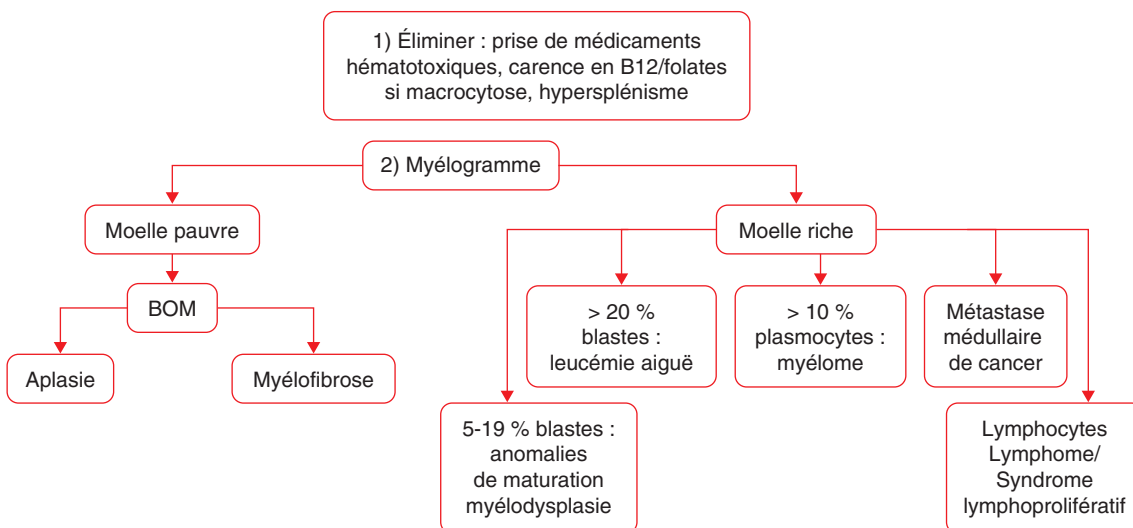 1) Éliminer : prise de médicaments
hématotoxiques, carence en B12/folates
si macrocytose, hypersplénisme
2) Myélogramme
Moelle pauvre
Moelle riche
BOM
Aplasie
Myélofibrose
> 20 %
blastes :
leucémie aiguë
> 10 %
plasmocytes :
myélome
Métastase
médullaire
de cancer
5-19 % blastes :
anomalies
de maturation
myélodysplasie
Lymphocytes
Lymphome/
Syndrome
lymphoprolifératif